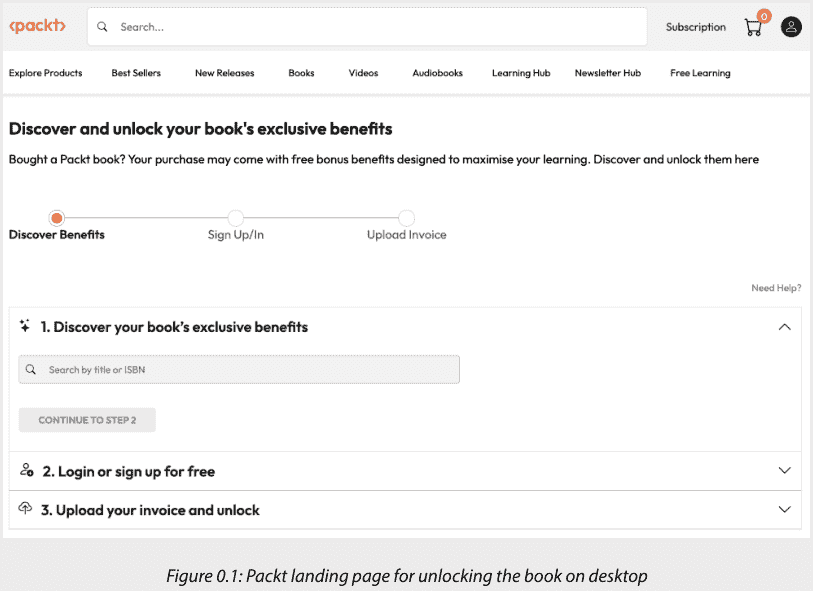 <packt>
Search...
Subscription
0
Explore Products Best Sellers New Releases Books Videos Audiobooks Learning Hub Newsletter Hub Free Learning
Discover and unlock your book's exclusive benefits
Bought a Packt book? Your purchase may come with free bonus benefits designed to maximise your learning. Discover and unlock them here
Discover Benefits Sign Up/In Upload Invoice
Need Help?
1. Discover your book's exclusive benefits
Search by title or ISBN
CONTINUE TO STEP 2
2. Login or sign up for free
3. Upload your invoice and unlock
Figure 0.1: Packt landing page for unlocking the book on desktop